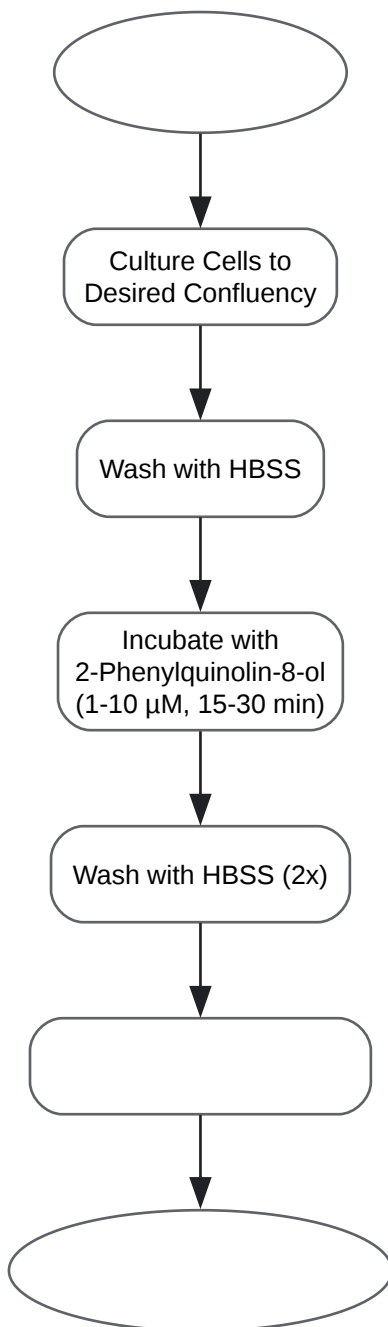 Culture Cells to
Desired Confluency
Wash with HBSS
Incubate with
2-Phenylquinolin-8-ol
(1-10 µM, 15-30 min)
Wash with HBSS (2x)